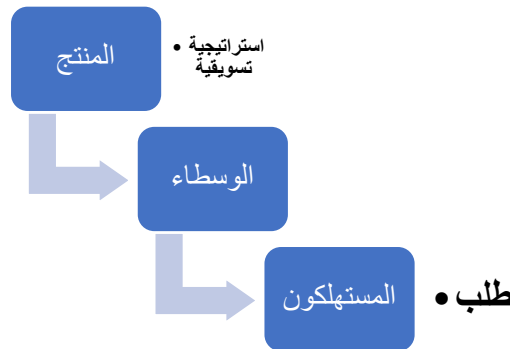 المنتج
• استراتيجية
تسويقية
الوسطاء
المستهلكون
• طلب